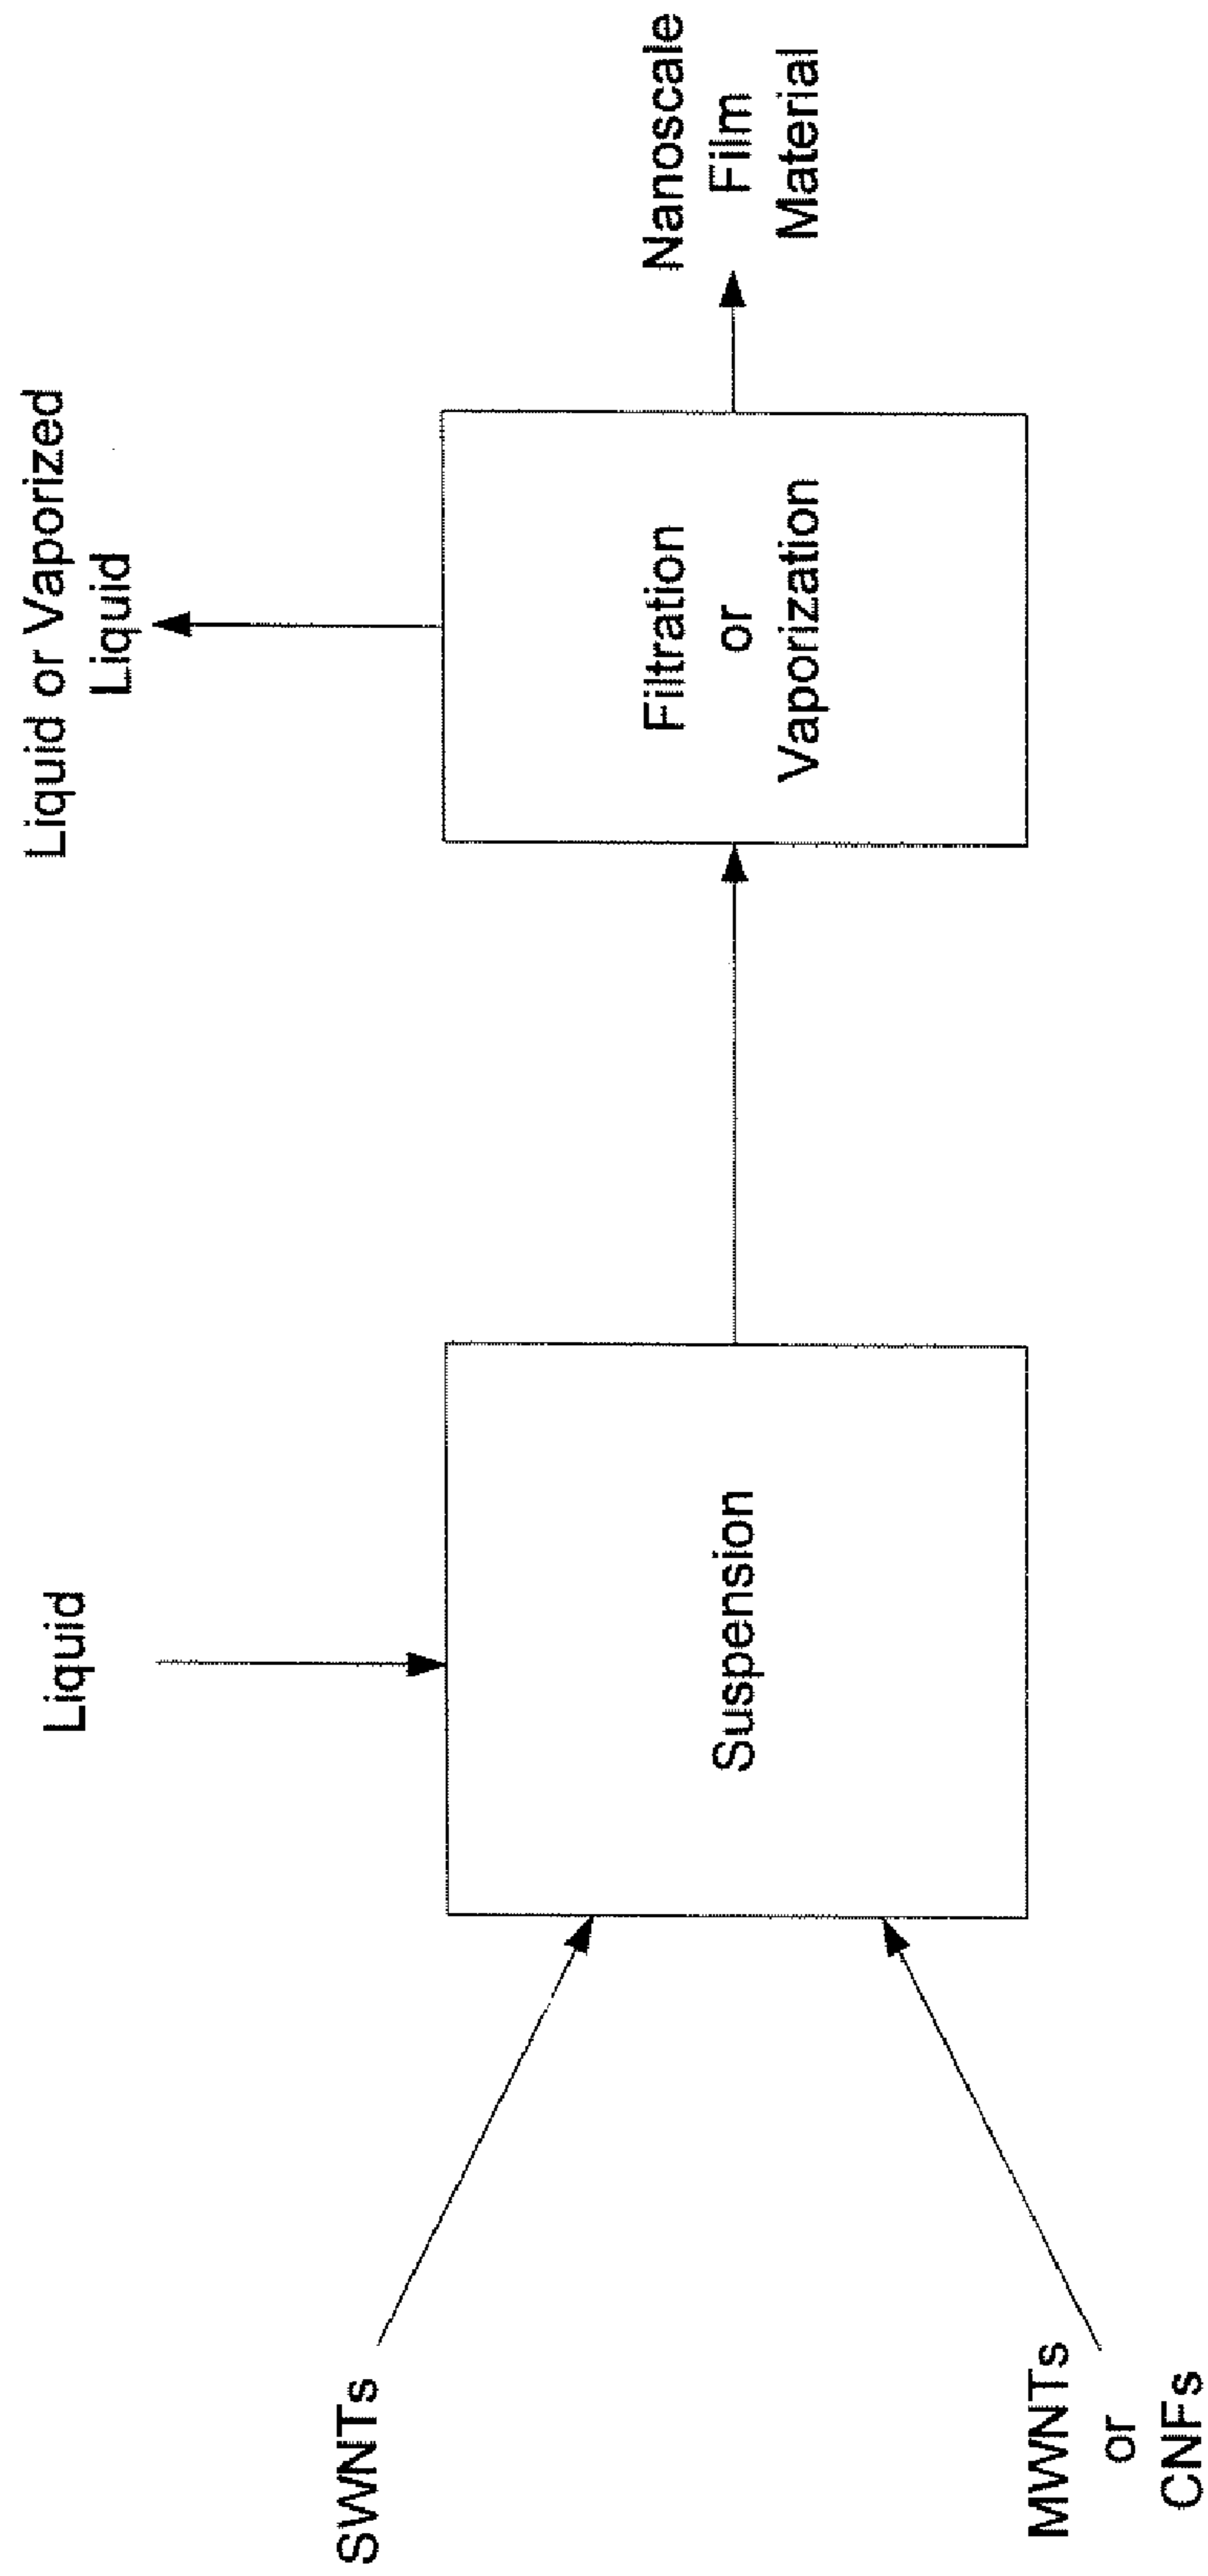 Liquid
Liquid or Vaporized
Liquid
SWNTs
Suspension
Filtration
or
Vaporization
Nanoscale
Film
Material
MWNTs
or
CNFs